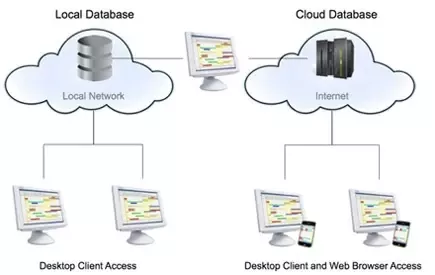 Local Database
Cloud Database
Local Network
Internet
Desktop Client Access
Desktop Client and Web Browser Access